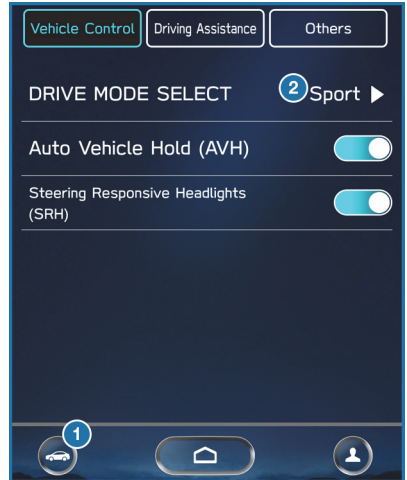 Vehicle Control Driving Assistance Others
DRIVE MODE SELECT 2 Sport
Auto Vehicle Hold (AVH)
Steering Responsive Headlights
(SRH)
1